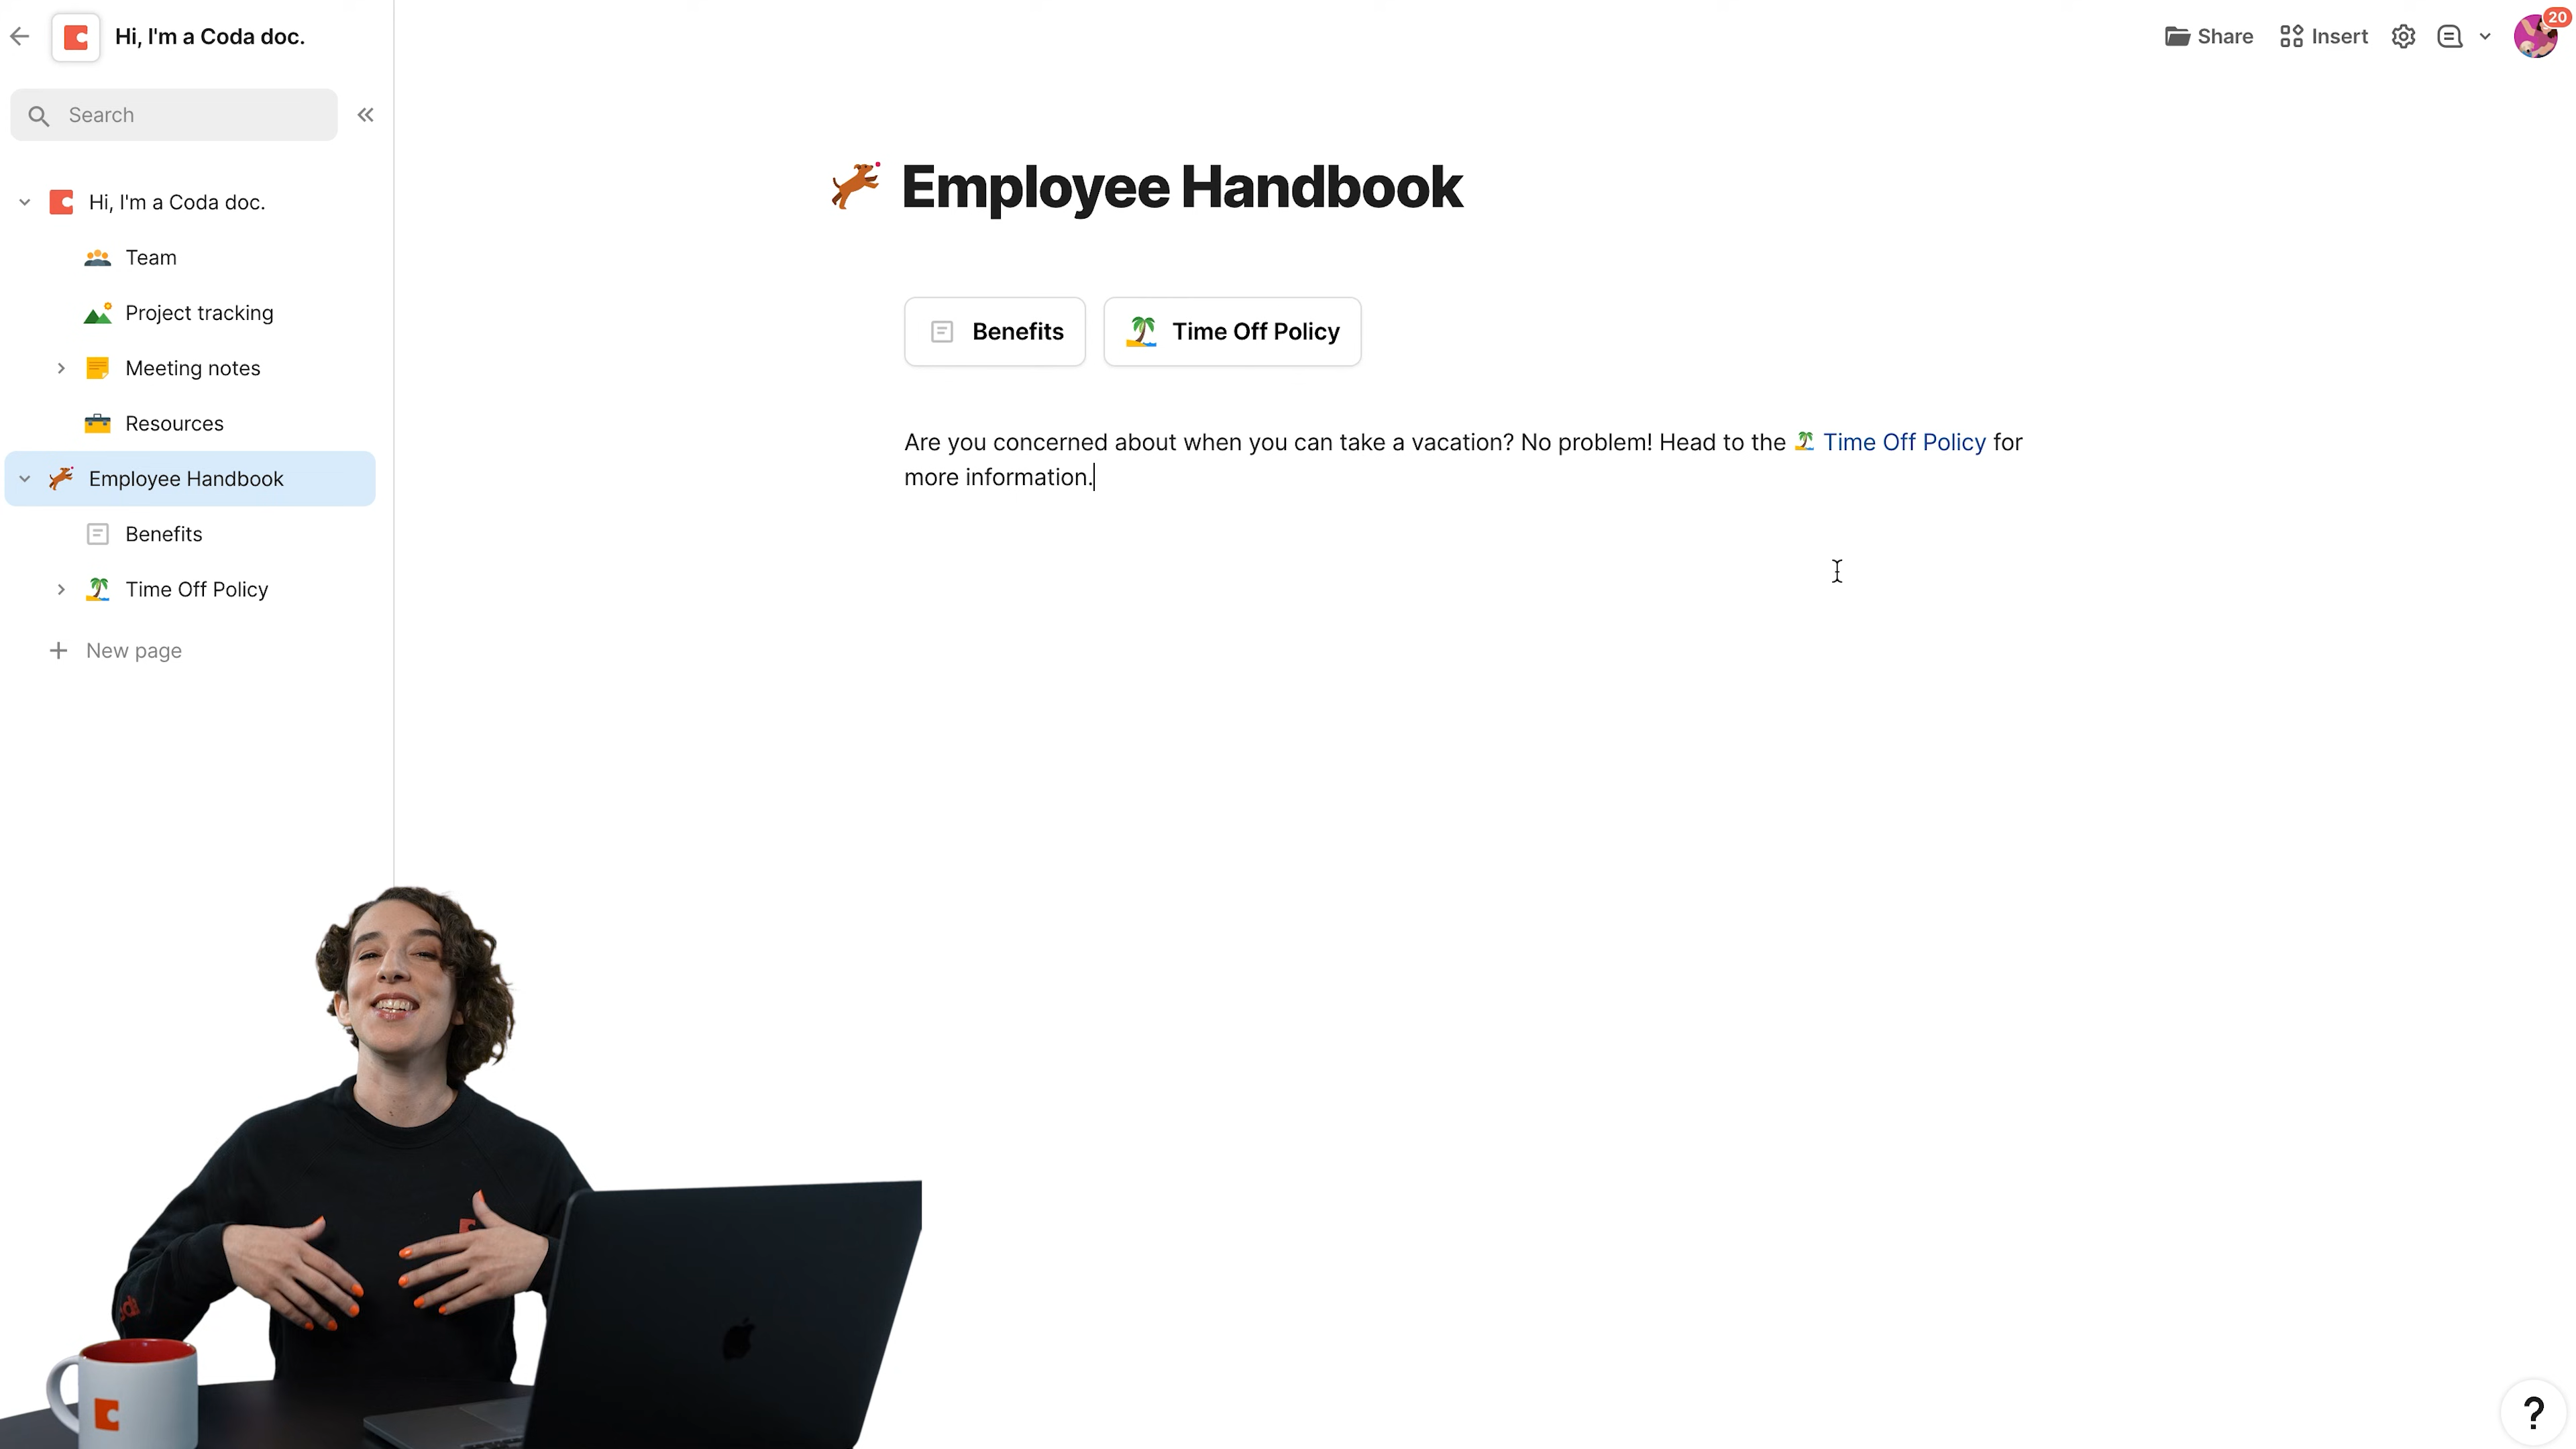 Hi, I'm a Coda doc.
Share
Insert
20
Search
Hi, I'm a Coda doc.
Team
Project tracking
Meeting notes
Resources
Employee Handbook
Benefits
Time Off Policy
New page
Employee Handbook
Benefits
Time Off Policy
Are you concerned about when you can take a vacation? No problem! Head to the Time Off Policy for
more information.
?